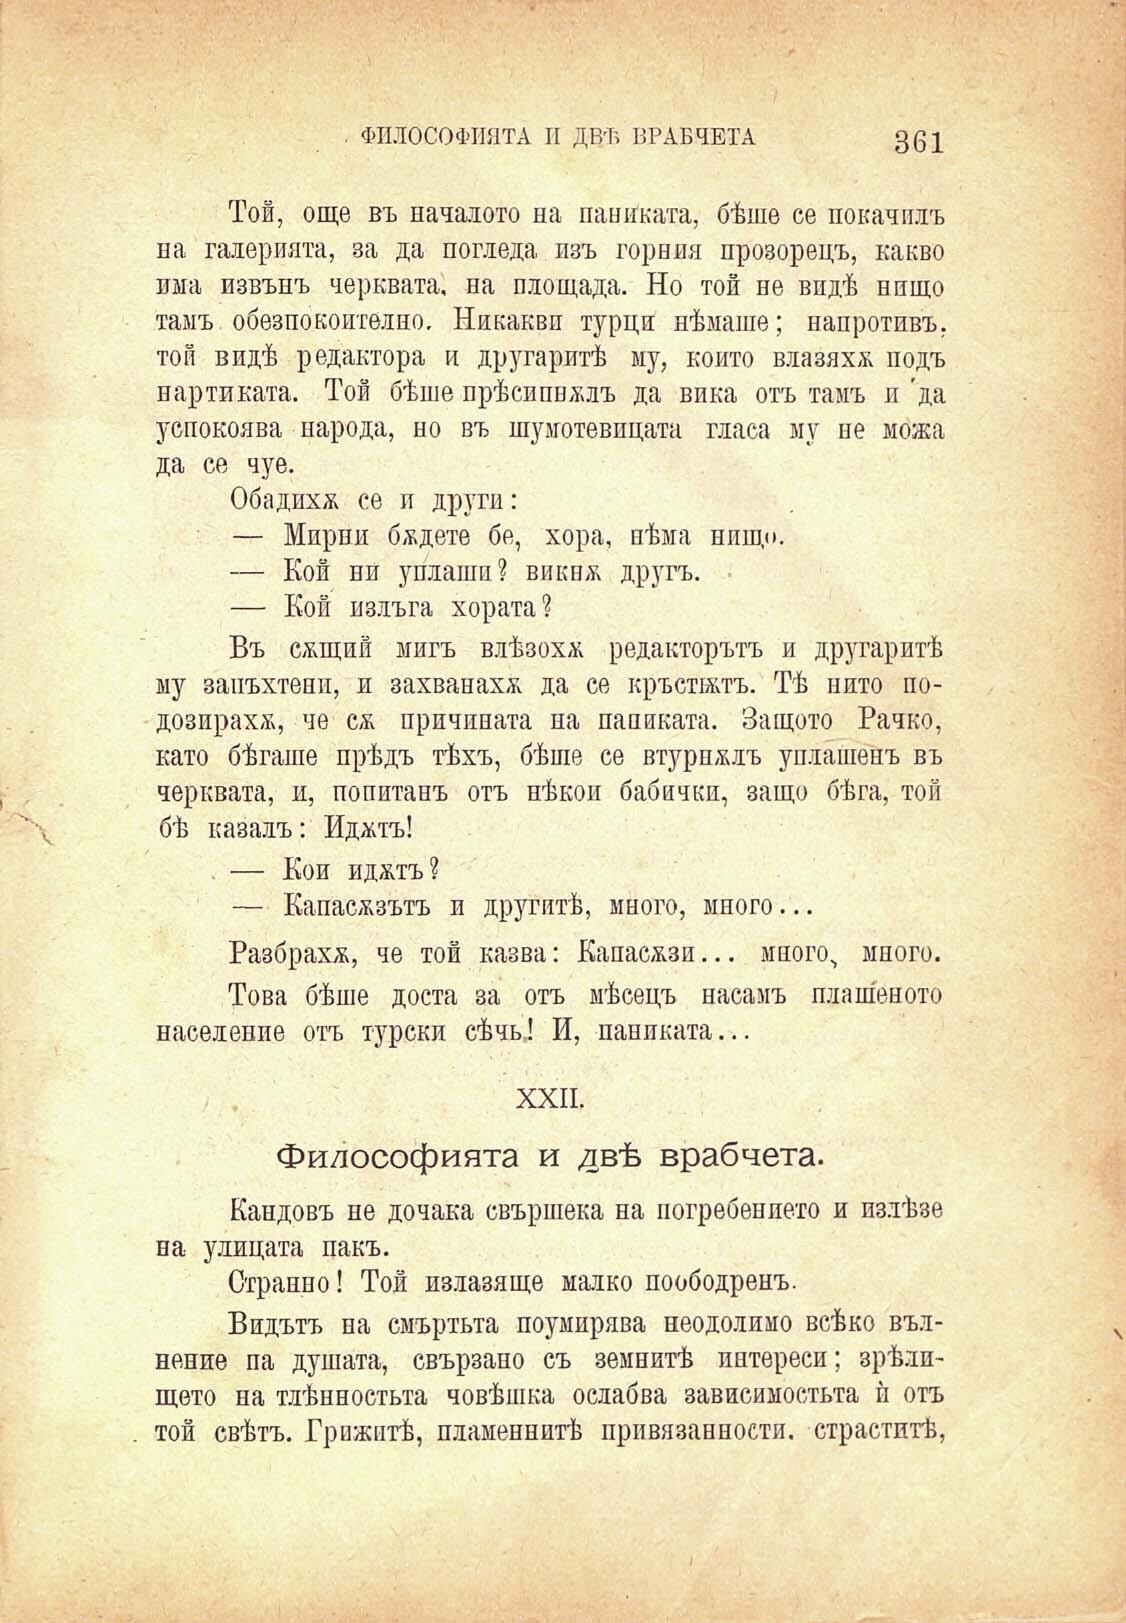 ФИЛОСОФИЯТА И ДВѢ ВРАБЧЕТА 361
Той, още въ началото на паниката, бѣше се покачилъ
на галерията, за да погледа изъ горния прозорецъ, какво
има извънъ черквата, на площада. Но той не видѣ нищо
тамъ обезпокоително. Никакви турци нѣмаше; напротивъ,
той видѣ редактора и другаритѣ му, които влазяхѫ подъ
нартиката. Той бѣше прѣсипнѫлъ да вика отъ тамъ и да
успокоява народа, но въ шумотевицата гласа му не можа
да се чуе.
Обадихѫ се и други:
— Мирни бѫдете бе, хора, нѣма нищо.
— Кой ни уплаши? викнѫ другъ.
— Кой излъга хората?
Въ сѫщий мигъ влѣзохѫ редакторътъ и другаритѣ
му запъхтени, и захванахѫ да се кръстѭтъ. Тѣ нито по-
дозирахѫ, че сѫ причината на паниката. Защото Рачко,
като бѣгаше прѣдъ тѣхъ, бѣше се втурнѫлъ уплашенъ въ
черквата, и, попитанъ отъ нѣкои бабички, защо бѣга, той
бѣ казалъ: Идѫтъ!
— Кои идѫтъ?
— Капасѫзътъ и другитѣ, много, много...
Разбрахѫ, че той казва: Капасѫзи... много, много.
Това бѣше доста за отъ мѣсецъ насамъ плашеното
население отъ турски сѣчь! И, паниката...
XXII.
Философията и двѣ врабчета.
Кандовъ не дочака свършека на погребението и излѣзе
на улицата пакъ.
Странно! Той излазяще малко поободренъ.
Видътъ на смъртьта поумирява неодолимо всѣко въл-
нение на душата, свързано съ земнитѣ интереси; зрѣли-
щето на тлѣнностьта човѣшка ослабва зависимостьта ѝ отъ
той свѣтъ. Грижитѣ, пламеннитѣ привязанности, страститѣ,